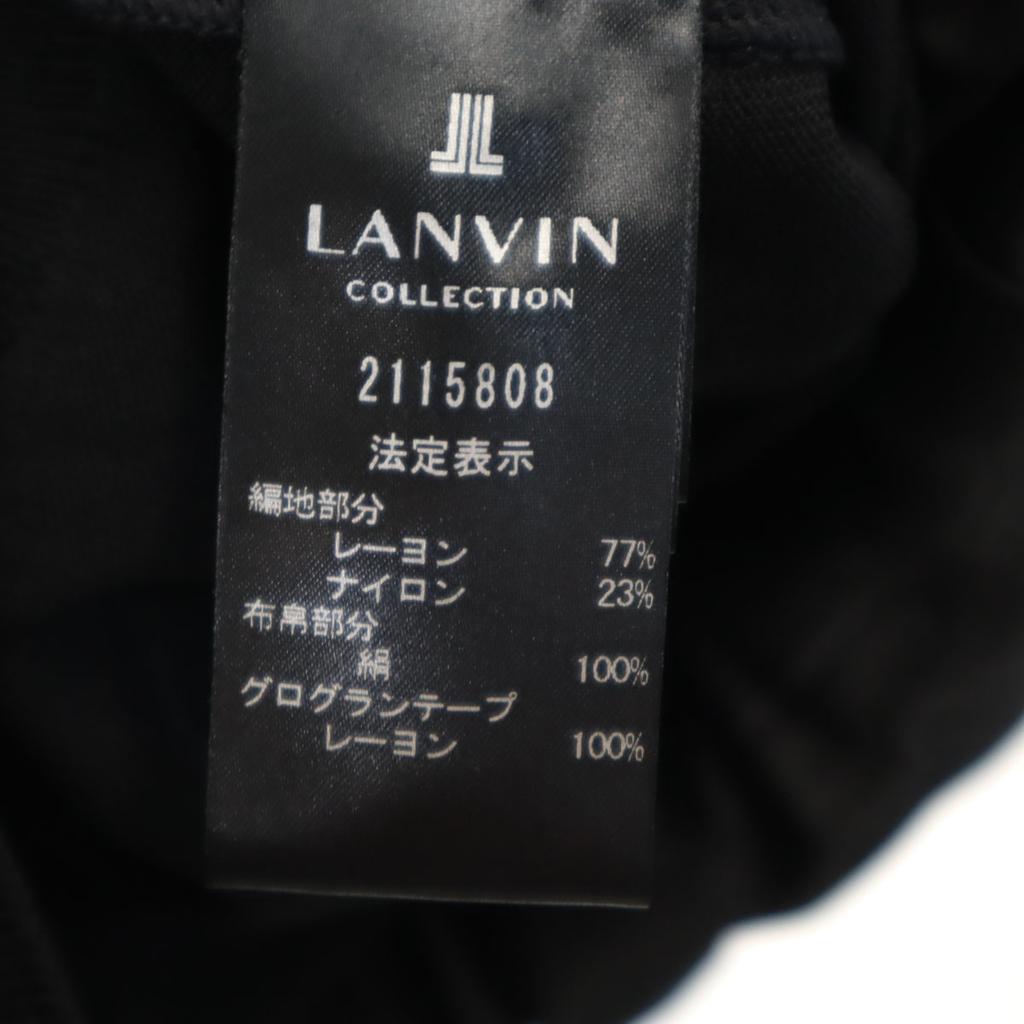 LANVIN
COLLECTION
2115808
法定表示
編地部分
レーヨン 77%
ナイロン 23%
布帛部分
絹 100%
グログランテープ
レーヨン 100%